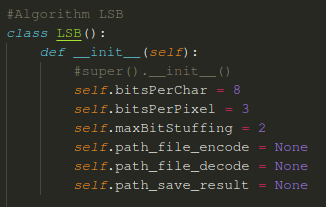 #Algorithm LSB
class LSB():
    def __init__(self):
        #super().__init__()
        self.bitsPerChar = 8
        self.bitsPerPixel = 3
        self.maxBitStuffing = 2
        self.path_file_encode = None
        self.path_file_decode = None
        self.path_save_result = None